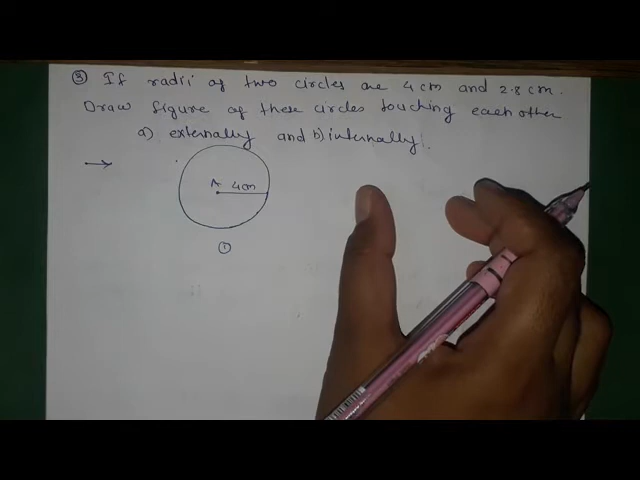 ③ If radii of two circles are 4 cm and 2.8 cm.
Draw figure of these circles touching each other
a) externally and b) internally.
→
A 4cm
①